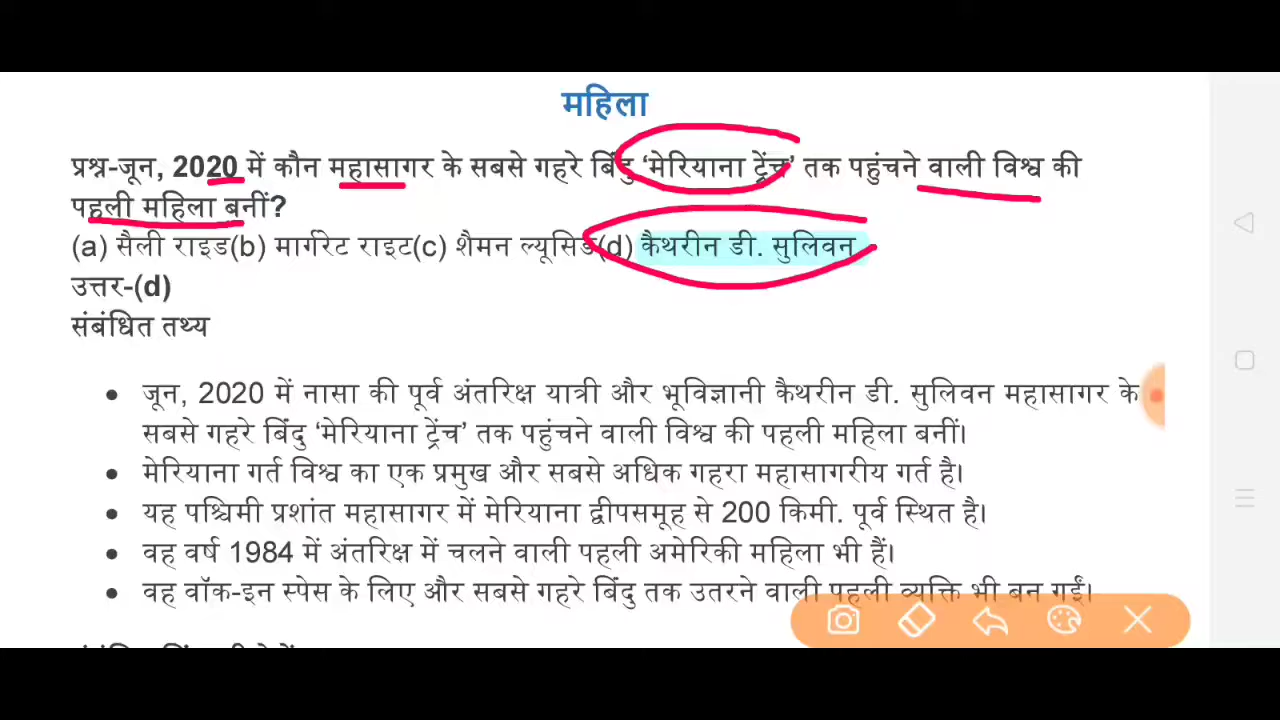 महिला
प्रश्न-जून, 2020 में कौन महासागर के सबसे गहरे बिंदु 'मेरियाना ट्रेंच' तक पहुंचने वाली विश्व की
पहली महिला बनीं?
(a) सैली राइड(b) मार्गरेट राइट(c) शैमन ल्यूसिड(d) कैथरीन डी. सुलिवन
उत्तर-(d)
संबंधित तथ्य
• जून, 2020 में नासा की पूर्व अंतरिक्ष यात्री और भूविज्ञानी कैथरीन डी. सुलिवन महासागर के
सबसे गहरे बिंदु 'मेरियाना ट्रेंच' तक पहुंचने वाली विश्व की पहली महिला बनीं।
• मेरियाना गर्त विश्व का एक प्रमुख और सबसे अधिक गहरा महासागरीय गर्त है।
• यह पश्चिमी प्रशांत महासागर में मेरियाना द्वीपसमूह से 200 किमी. पूर्व स्थित है।
• वह वर्ष 1984 में अंतरिक्ष में चलने वाली पहली अमेरिकी महिला भी हैं।
• वह वॉक-इन स्पेस के लिए और सबसे गहरे बिंदु तक उतरने वाली पहली व्यक्ति भी बन गईं।